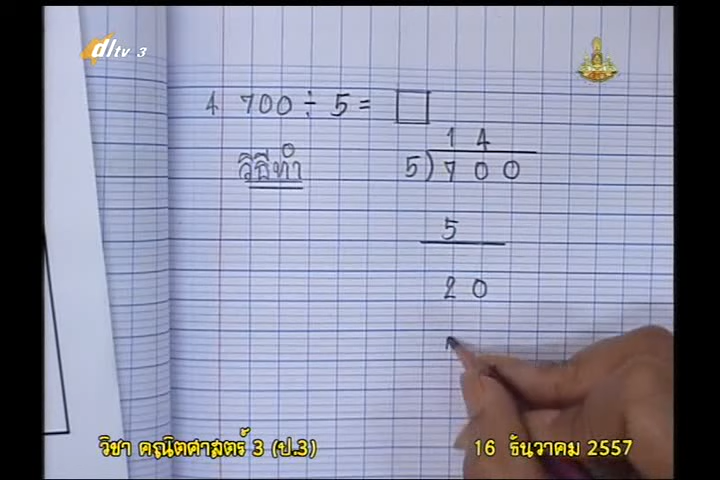 dltv 3
4 700 ÷ 5 = □
1 4
วิธีทำ 5)700
5
20
วิชา คณิตศาสตร์ 3 (ป.3) 16 ธันวาคม 2557